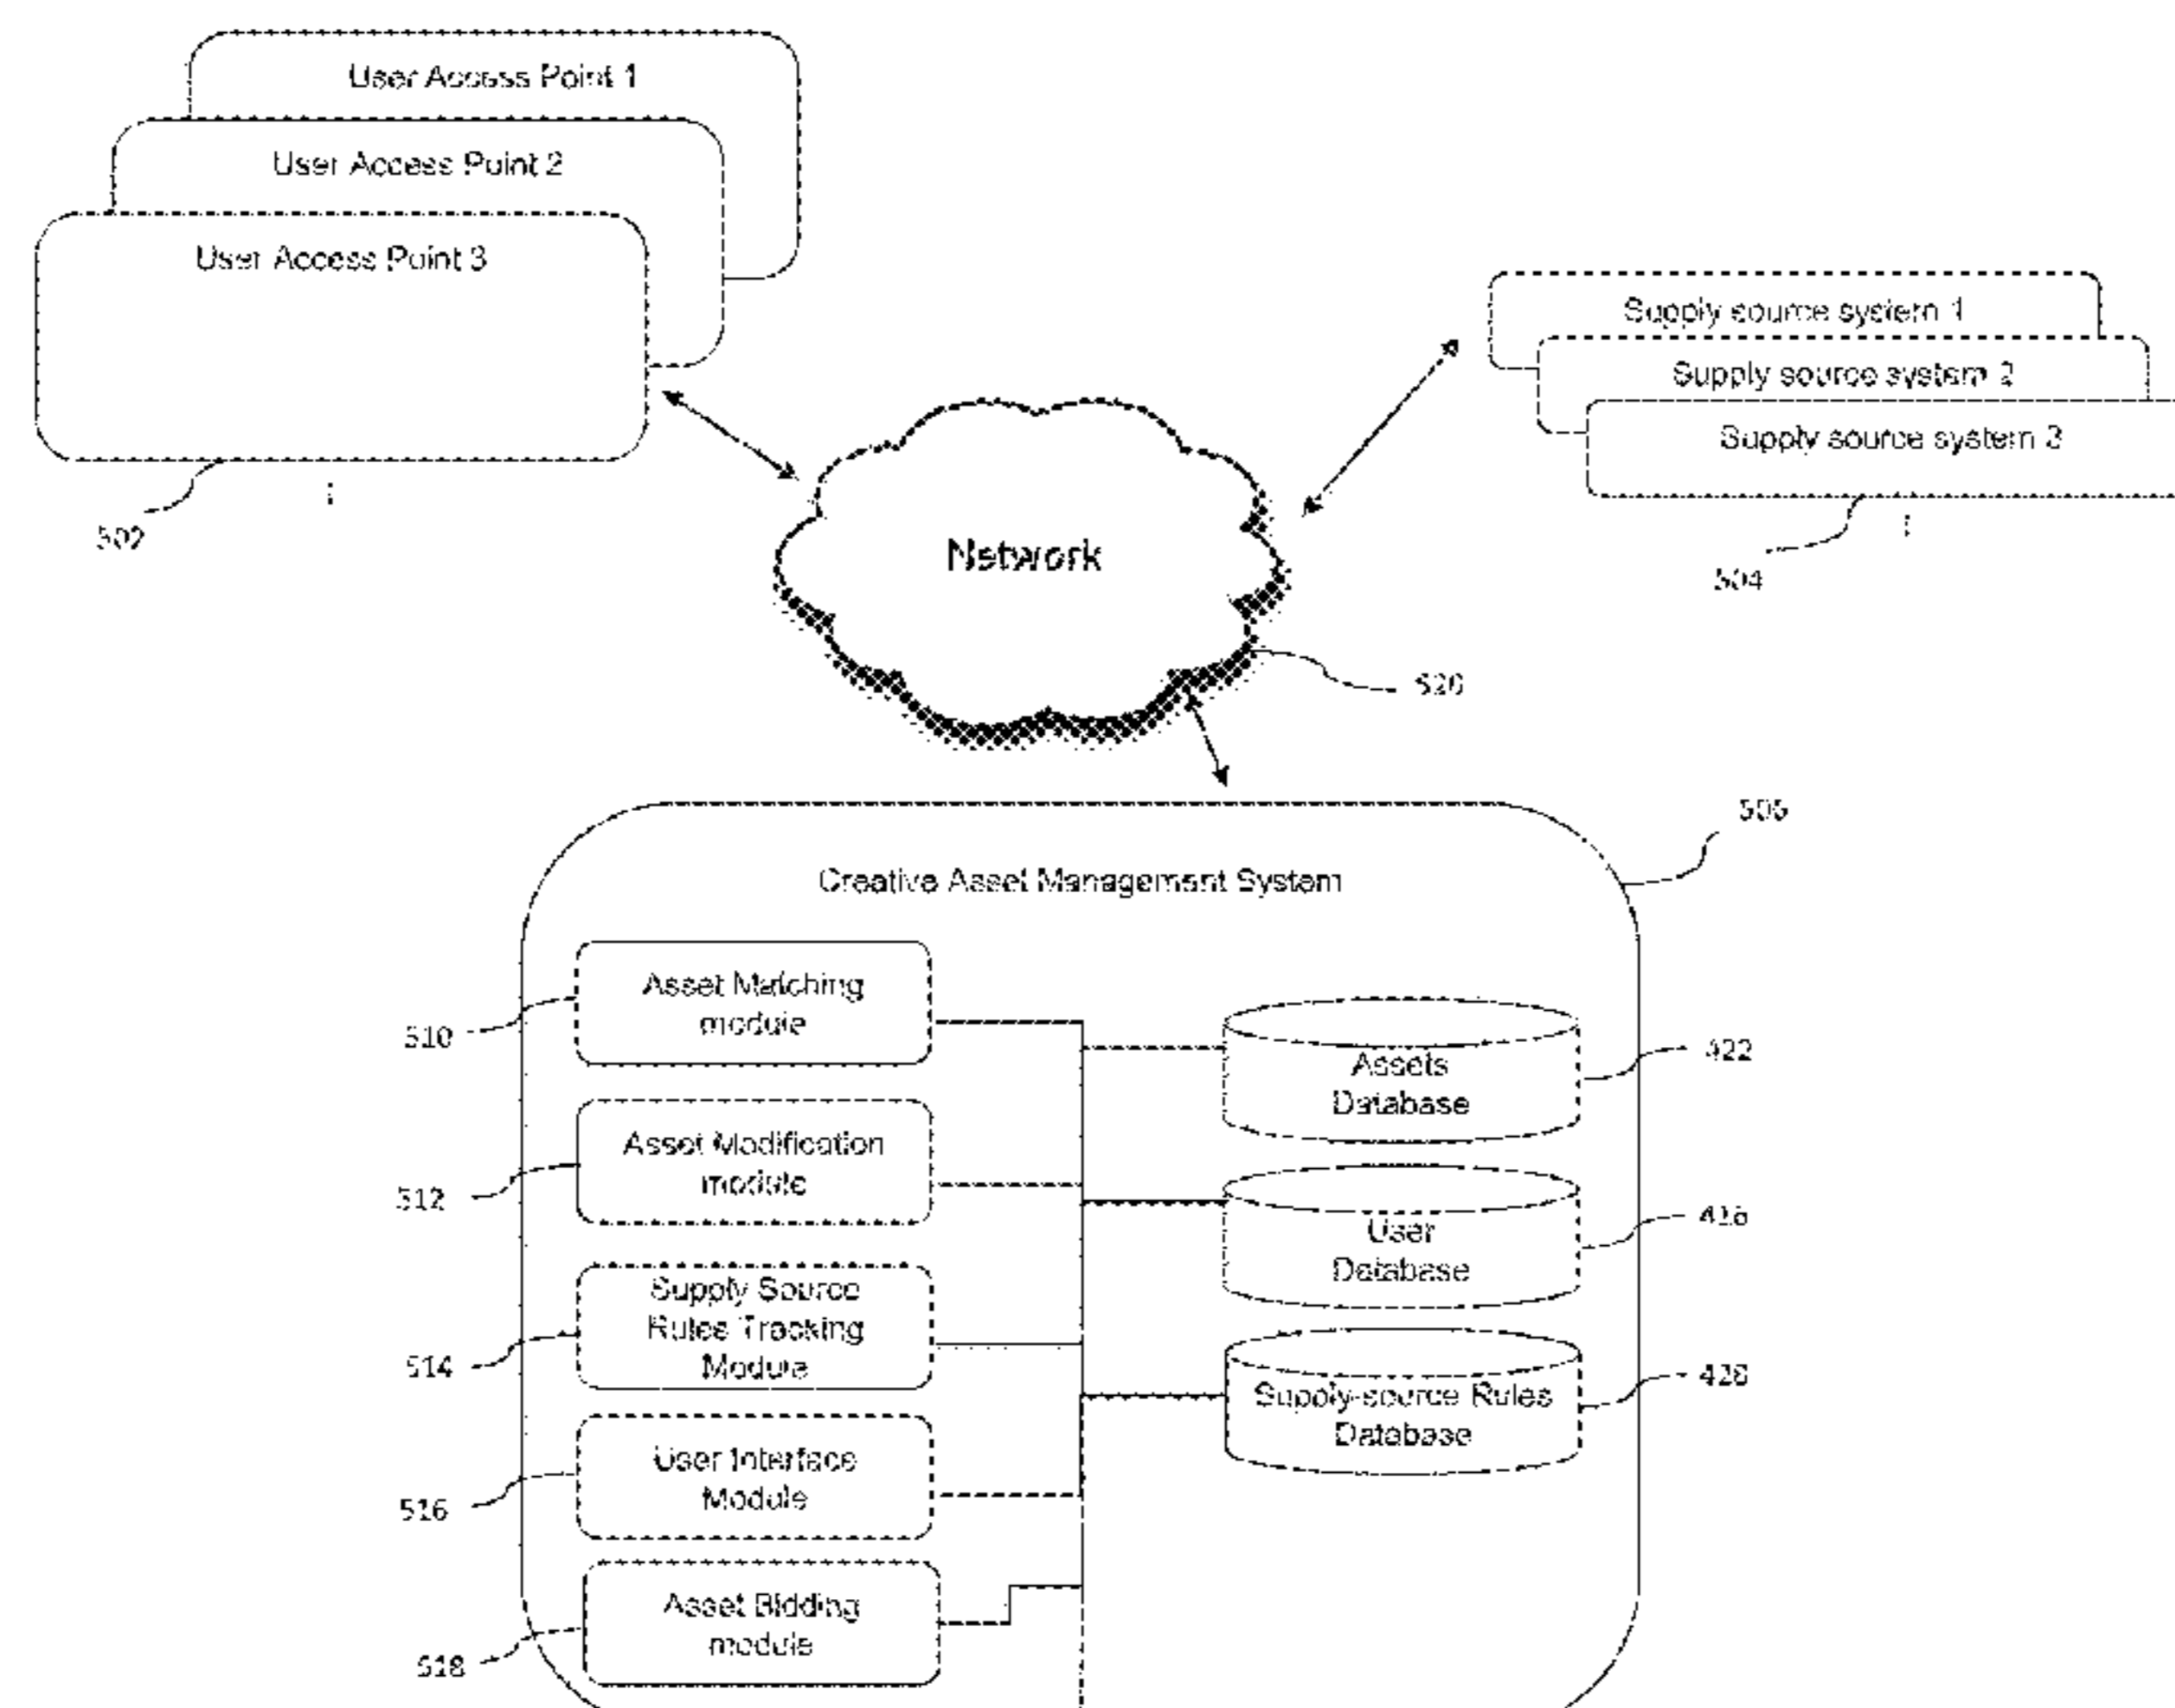 User Access Point 1
User Access Point 2
User Access Point 3
502
Supply source system 1
Supply source system 2
Supply source system 3
504
Network
520
Creative Asset Management System
506
Asset Matching
module
510
Asset Modification
module
512
Supply Source
Rules Tracking
Module
514
User Interface
Module
516
Asset Bidding
module
518
Assets
Database
422
User
Database
Supply-source Rules
Database